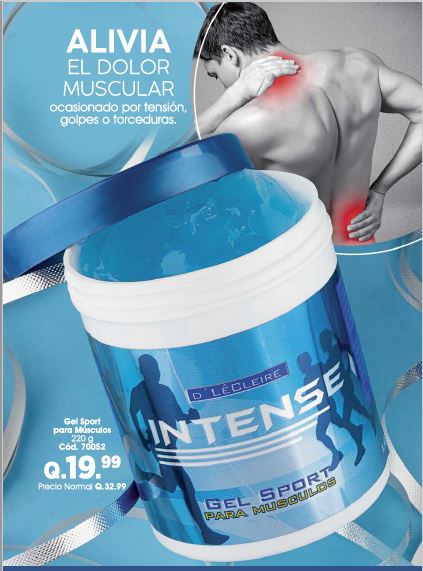 ALIVIA
EL DOLOR
MUSCULAR
ocasionado por tensión,
golpes o torceduras.
D'LÉCLEIRE
INTENSE
GEL SPORT
PARA MUSCULOS
Gel Sport
para Músculos
220 g
Cód. 70052
Q.19.99
Precio Normal Q.32.99